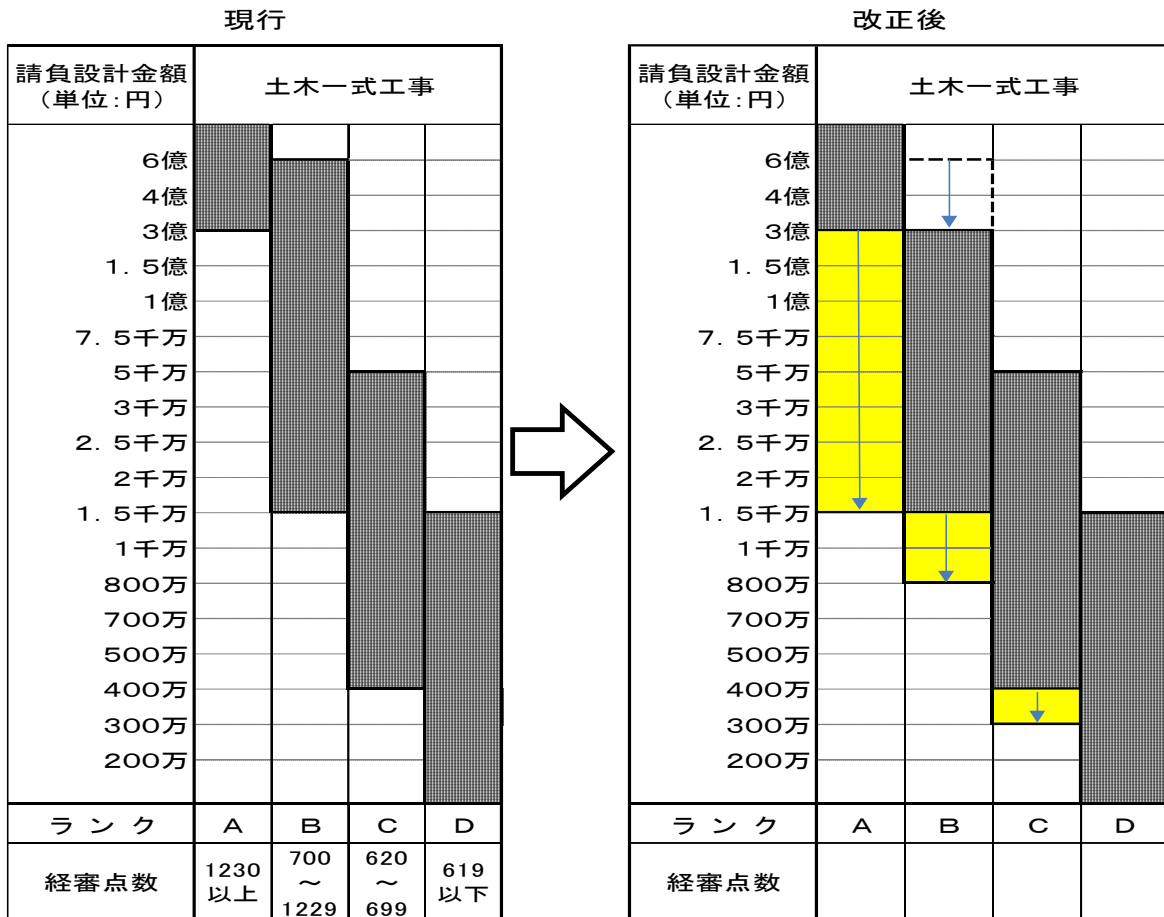 現行
請負設計金額
(単位:円)
土木一式工事
6億
4億
3億
1.5億
1億
7.5千万
5千万
3千万
2.5千万
2千万
1.5千万
1千万
800万
700万
500万
400万
300万
200万
ランク
A
B
C
D
経審点数
1230
以上
700
～
1229
620
～
699
619
以下
改正後
請負設計金額
(単位:円)
土木一式工事
6億
4億
3億
1.5億
1億
7.5千万
5千万
3千万
2.5千万
2千万
1.5千万
1千万
800万
700万
500万
400万
300万
200万
ランク
A
B
C
D
経審点数